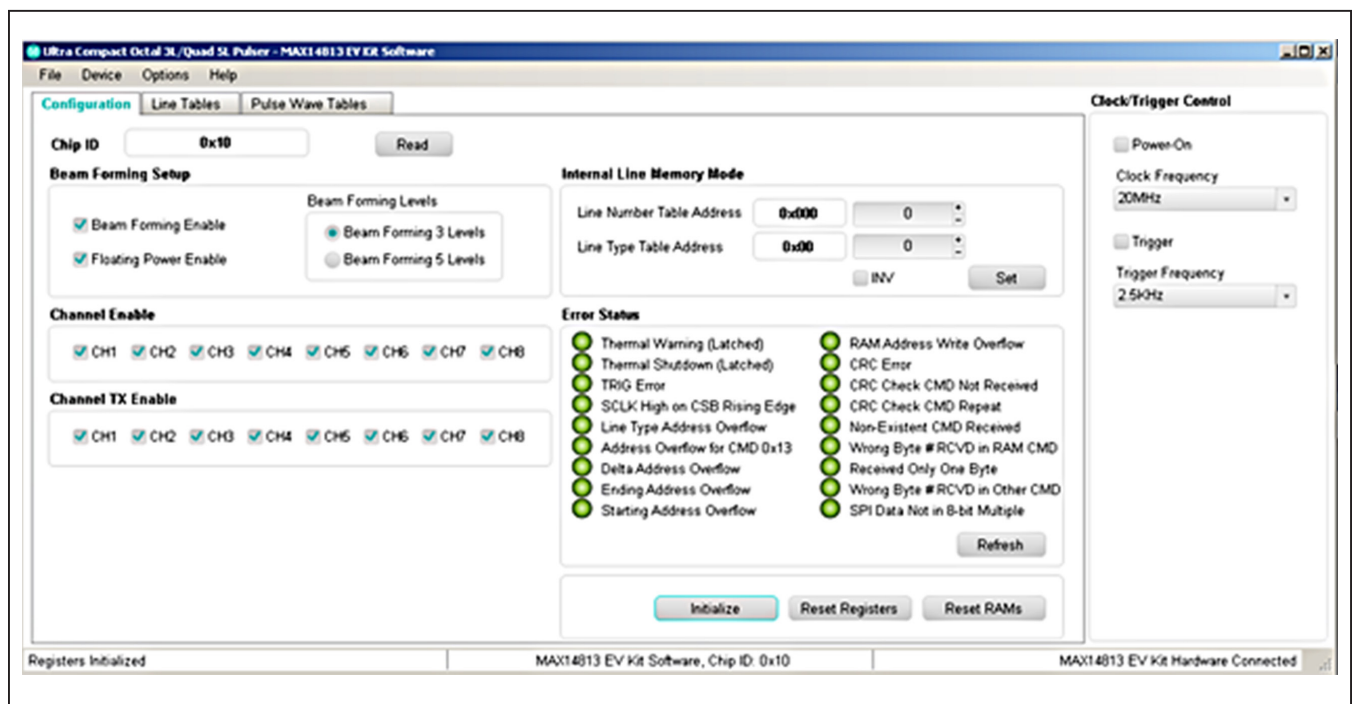 Ultra Compact Octal 3L/Quad 5L Pulser - MAX14813 EV Kit Software
File Device Options Help
Configuration Line Tables Pulse Wave Tables
Chip ID 0x10 Read
Beam Forming Setup
Beam Forming Enable
Floating Power Enable
Beam Forming Levels
Beam Forming 3 Levels
Beam Forming 5 Levels
Channel Enable
CH1 CH2 CH3 CH4 CH5 CH6 CH7 CH8
Channel TX Enable
CH1 CH2 CH3 CH4 CH5 CH6 CH7 CH8
Internal Line Memory Mode
Line Number Table Address 0x000 0
Line Type Table Address 0x00 0
INV Set
Error Status
Thermal Warning (Latched)
Thermal Shutdown (Latched)
TRIG Error
SCLK High on CSB Rising Edge
Line Type Address Overflow
Address Overflow for CMD 0x13
Delta Address Overflow
Ending Address Overflow
Starting Address Overflow
RAM Address Write Overflow
CRC Error
CRC Check CMD Not Received
CRC Check CMD Repeat
Non-Existent CMD Received
Wrong Byte # RCVD in RAM CMD
Received Only One Byte
Wrong Byte # RCVD in Other CMD
SPI Data Not in 8-bit Multiple
Refresh
Initialize Reset Registers Reset RAMs
Clock/Trigger Control
Power-On
Clock Frequency
20MHz
Trigger
Trigger Frequency
2.5KHz
Registers Initialized MAX14813 EV Kit Software, Chip ID: 0x10 MAX14813 EV Kit Hardware Connected